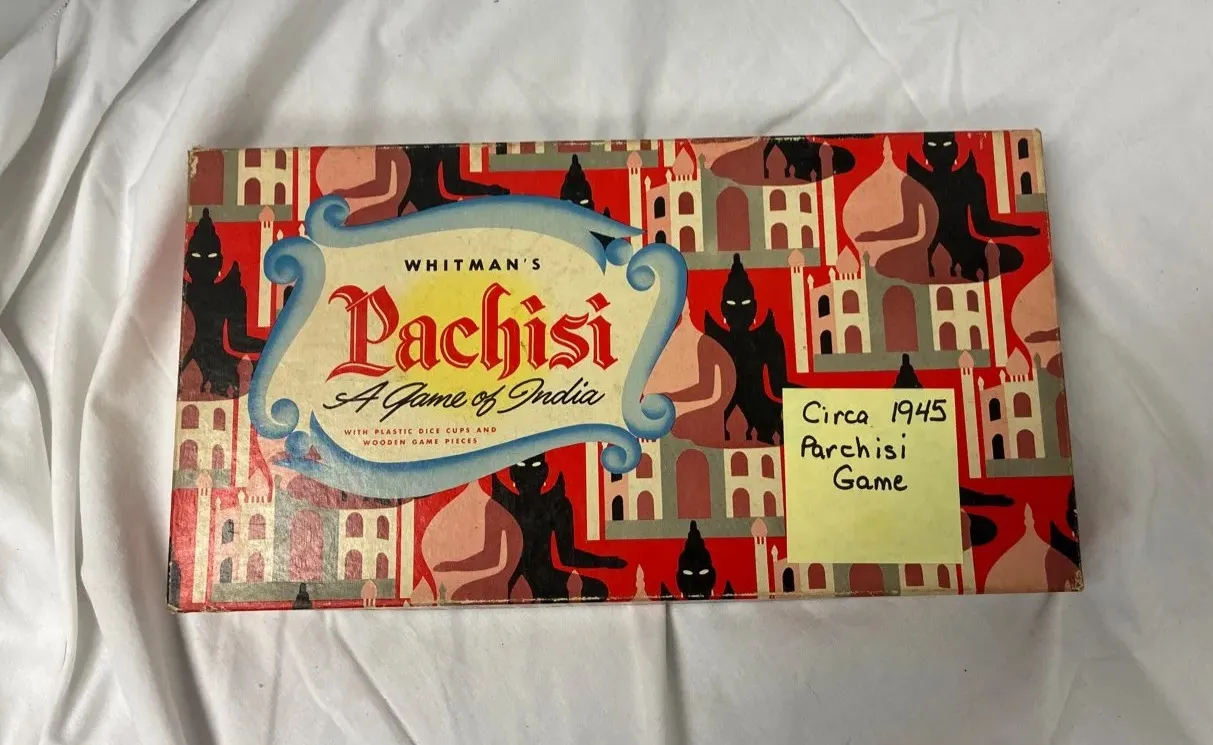 WHITMAN'S
Pachisi
A Game of India
WITH PLASTIC DICE CUPS AND
WOODEN GAME PIECES
Circa 1945
Parchisi
Game